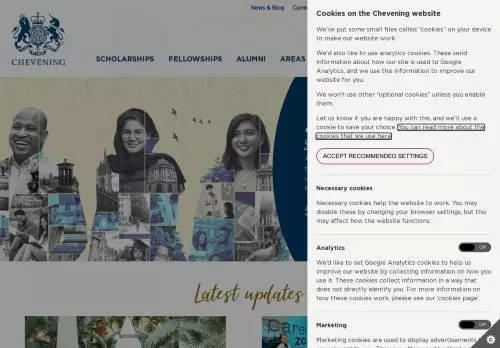 News & Blog
CHEVENING
SCHOLARSHIPS FELLOWSHIPS ALUMNI AREAS
Latest updates
Cookies on the Chevening website
We've put some small files called "cookies" on your device
to make our website work.
We'd also like to use analytics cookies. These send
information about how our site is used to Google
Analytics, and we use this information to improve our
website for you.
We won't use other "optional cookies" unless you enable
them.
Let us know if you are happy with this, and we'll use a
cookie to save your choice. You can read more about the
cookies that we use here.
ACCEPT RECOMMENDED SETTINGS
Necessary cookies
Necessary cookies help the website to work. You may
disable these by changing your browser settings, but this
may affect how the website functions.
Analytics Off
We'd like to set Google Analytics cookies to help us
improve our website by collecting information on how you
use it. These cookies collect information in a way that
does not directly identify you. For more information on
how these cookies work, please see our 'cookies page'.
Marketing Off
Marketing cookies are used to display advertisements